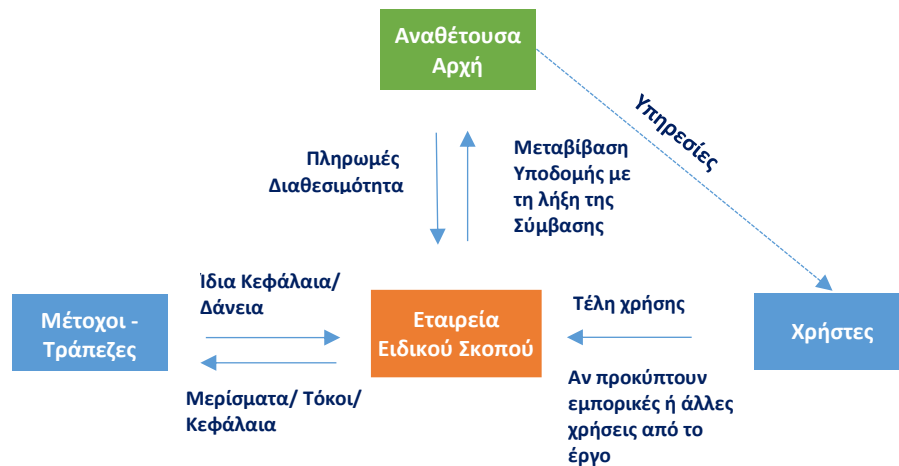 Αναθέτουσα
Αρχή
Υπηρεσίες
Πληρωμές
Διαθεσιμότητα
Μεταβίβαση
Υποδομής με
τη λήξη της
Σύμβασης
Ίδια Κεφάλαια/
Δάνεια
Μέτοχοι -
Τράπεζες
Μερίσματα/ Τόκοι/
Κεφάλαια
Εταιρεία
Ειδικού Σκοπού
Τέλη χρήσης
Αν προκύπτουν
εμπορικές ή άλλες
χρήσεις από το
έργο
Χρήστες